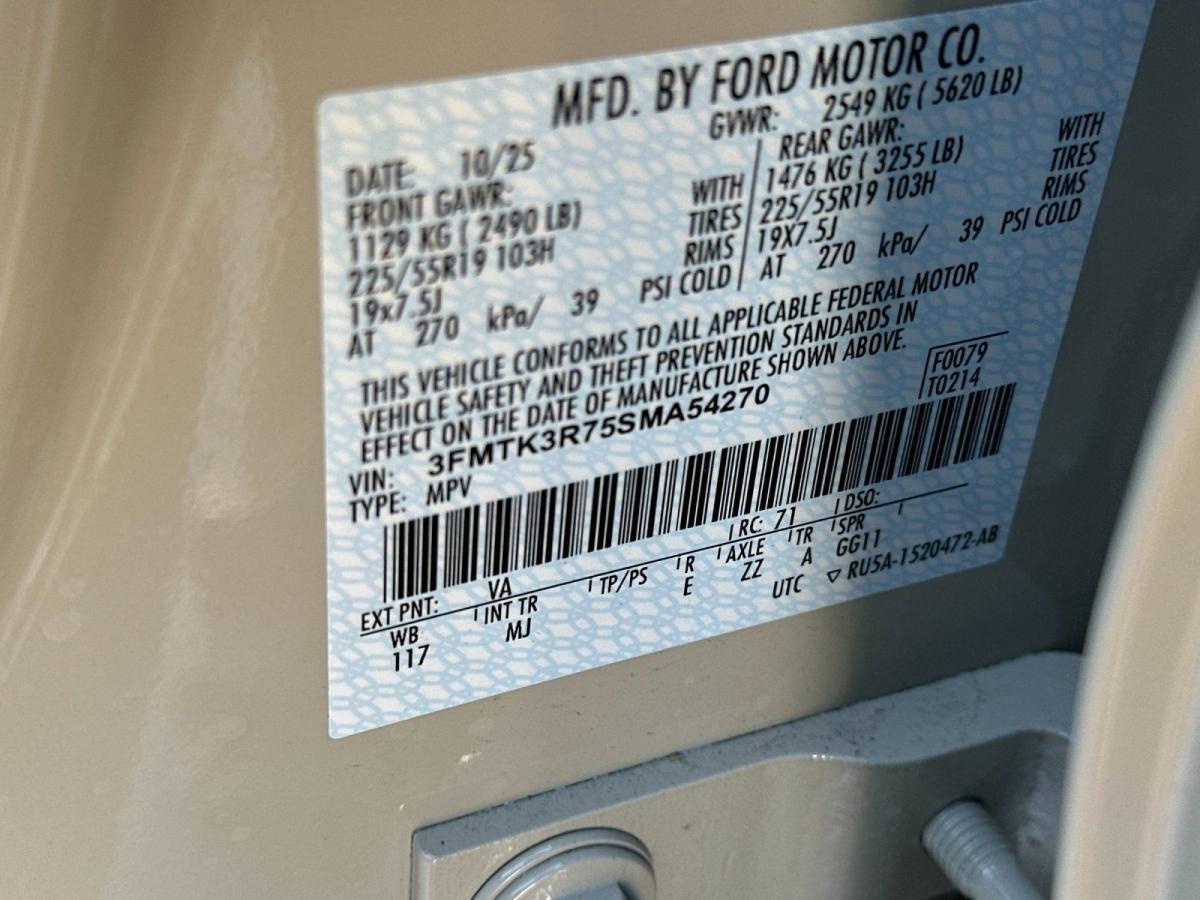 MFD. BY FORD MOTOR CO.
DATE: 10/25 GVWR: 2549 KG ( 5620 LB)
FRONT GAWR: REAR GAWR:
1129 KG ( 2490 LB) WITH 1476 KG ( 3255 LB) WITH
225/55R19 103H TIRES 225/55R19 103H TIRES
19x7.5J RIMS 19X7.5J RIMS
AT 270 kPa/ 39 PSI COLD AT 270 kPa/ 39 PSI COLD
THIS VEHICLE CONFORMS TO ALL APPLICABLE FEDERAL MOTOR
VEHICLE SAFETY AND THEFT PREVENTION STANDARDS IN
EFFECT ON THE DATE OF MANUFACTURE SHOWN ABOVE.
VIN: 3FMTK3R75SMA54270 F0079
TYPE: MPV T0214
EXT PNT: VA RC: 71 DSO:
WB INT TR TP/PS R AXLE TR SPR
117 MJ E ZZ A GG11
UTC ▽ RU5A-1520472-AB